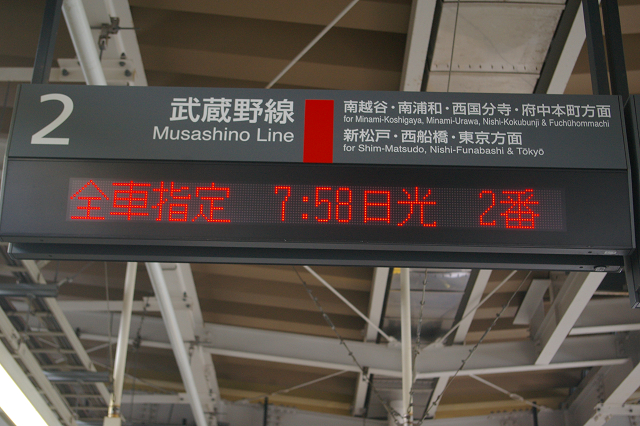 2
武蔵野線
Musashino Line
南越谷・南浦和・西国分寺・府中本町方面
for Minami-Koshigaya, Minami-Urawa, Nishi-Kokubunji & Fuchūhommachi
新松戸・西船橋・東京方面
for Shim-Matsudo, Nishi-Funabashi & Tōkyō
全車指定 7:58日光 2番